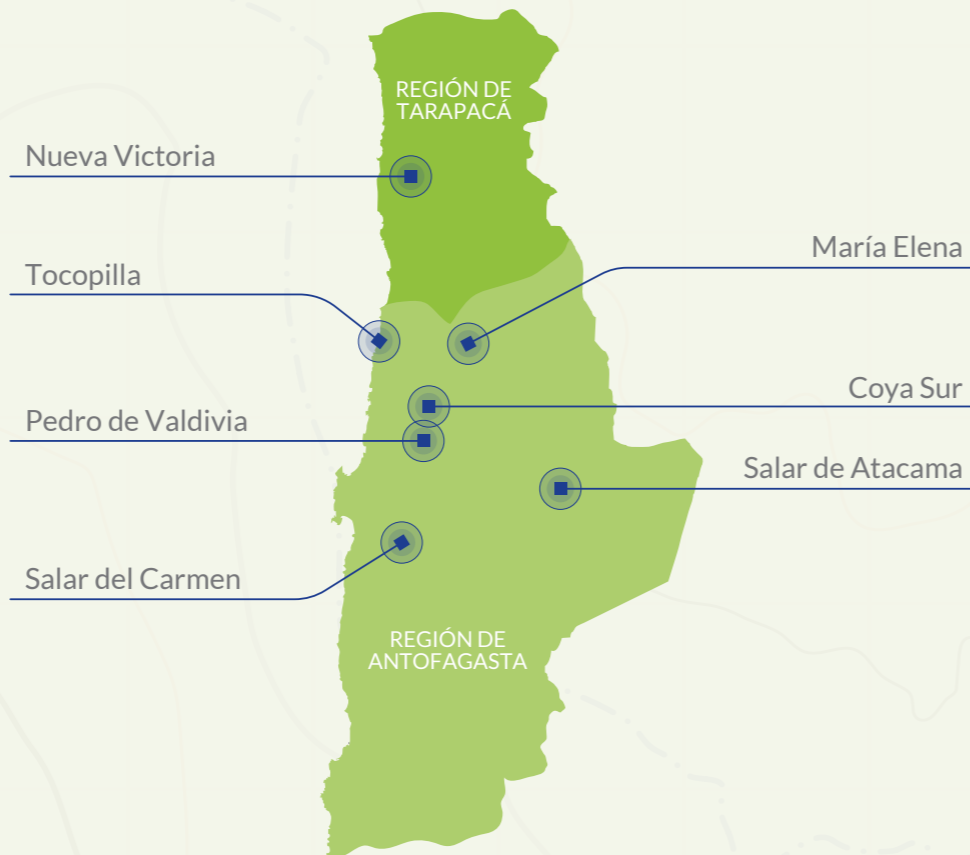 REGIÓN DE
TARAPACÁ
Nueva Victoria
María Elena
Tocopilla
Coya Sur
Pedro de Valdivia
Salar de Atacama
Salar del Carmen
REGIÓN DE
ANTOFAGASTA